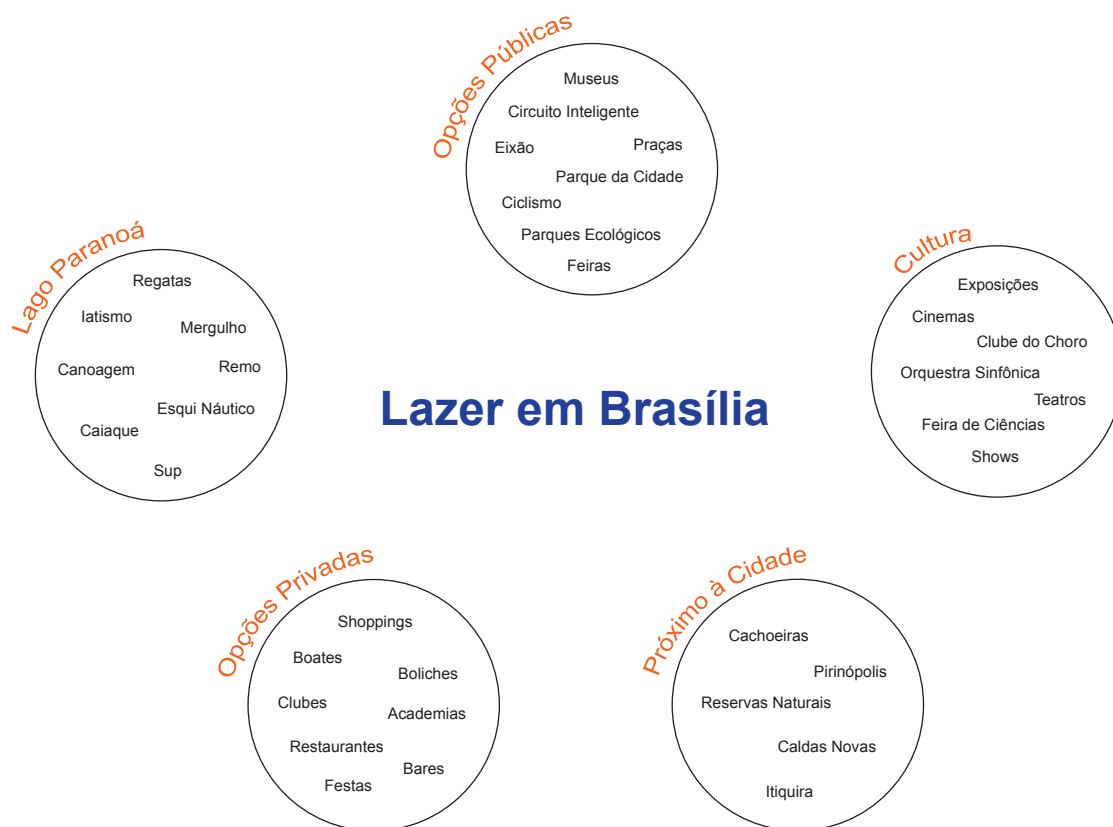 Opções Públicas
Museus
Circuito Inteligente
Eixão
Praças
Parque da Cidade
Ciclismo
Parques Ecológicos
Feiras
Lago Paranoá
Regatas
Iatismo
Mergulho
Canoagem
Remo
Esqui Náutico
Caiaque
Sup
Cultura
Exposições
Cinemas
Clube do Choro
Orquestra Sinfônica
Teatros
Feira de Ciências
Shows
Lazer em Brasília
Opções Privadas
Shoppings
Boates
Boliches
Clubes
Academias
Restaurantes
Bares
Festas
Próximo à Cidade
Cachoeiras
Pirinópolis
Reservas Naturais
Caldas Novas
Itiquira